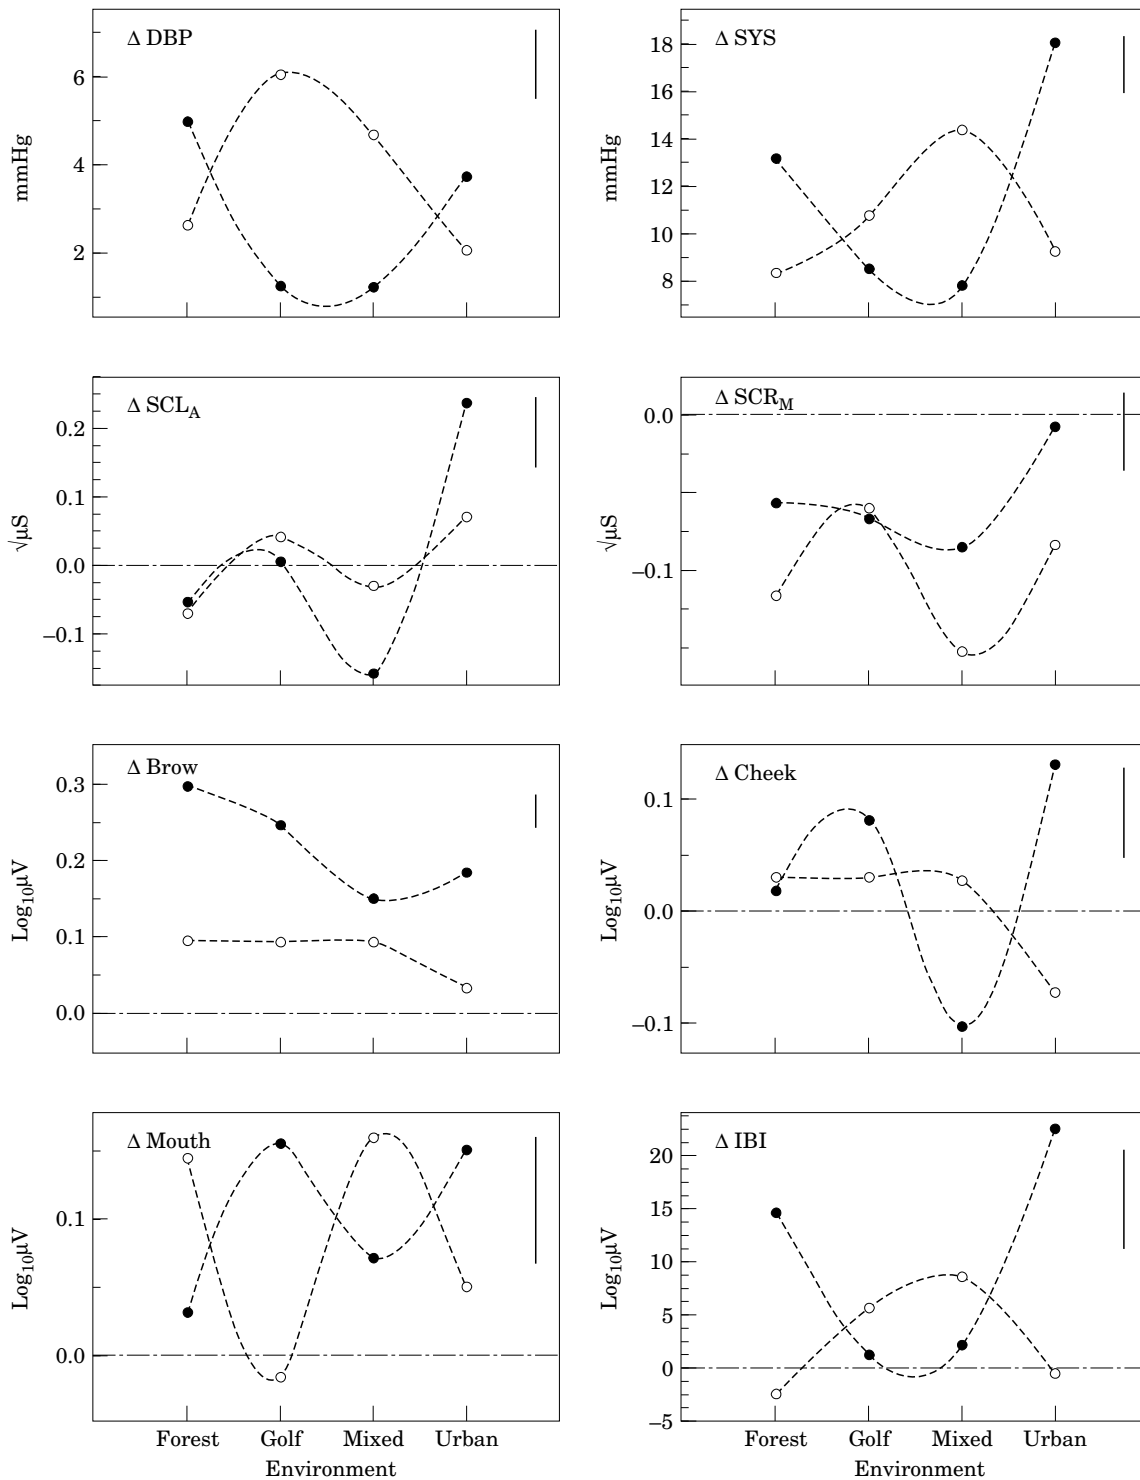 Δ DBP
6
4
2
mmHg
Δ SYS
18
16
14
12
10
8
mmHg
Δ SCL_A
0.2
0.1
0.0
–0.1
√μS
Δ SCR_M
0.0
–0.1
√μS
Δ Brow
0.3
0.2
0.1
0.0
Log₁₀μV
Δ Cheek
0.1
0.0
–0.1
Log₁₀μV
Δ Mouth
0.1
0.0
Log₁₀μV
Forest Golf Mixed Urban
Environment
Δ IBI
20
15
10
5
0
–5
Log₁₀μV
Forest Golf Mixed Urban
Environment